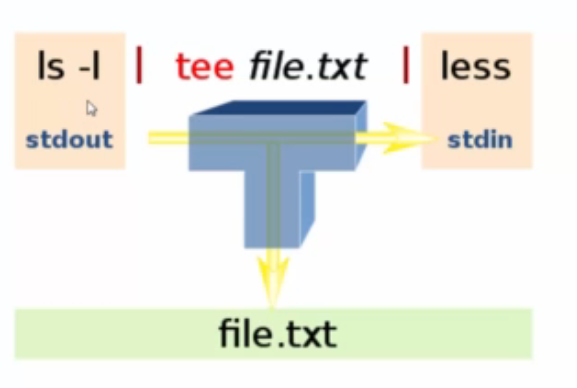 ls -l | tee file.txt | less
stdout stdin
file.txt